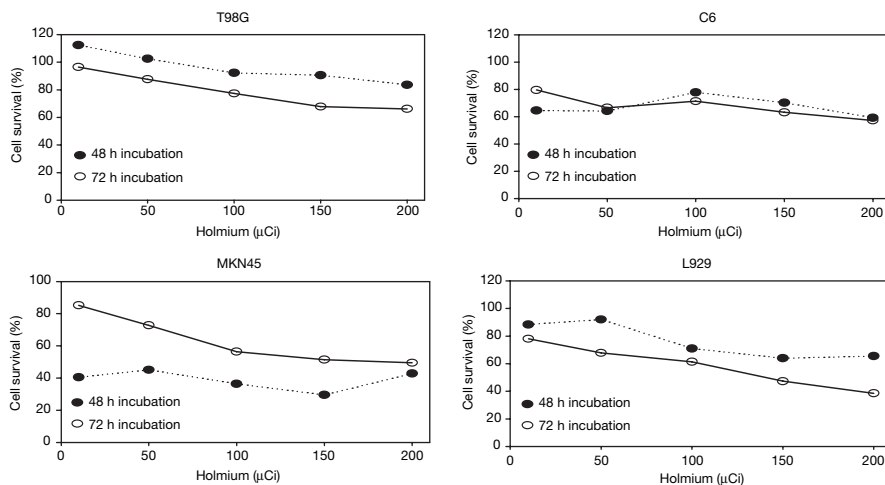 T98G
120
100
80
60
40
20
0
Cell survival (%)
48 h incubation
72 h incubation
0
50
100
150
200
Holmium (μCi)
C6
120
100
80
60
40
20
0
Cell survival (%)
48 h incubation
72 h incubation
0
50
100
150
200
Holmium (μCi)
MKN45
100
80
60
40
20
0
Cell survival (%)
48 h incubation
72 h incubation
0
50
100
150
200
Holmium (μCi)
L929
120
100
80
60
40
20
0
Cell survival (%)
48 h incubation
72 h incubation
0
50
100
150
200
Holmium (μCi)